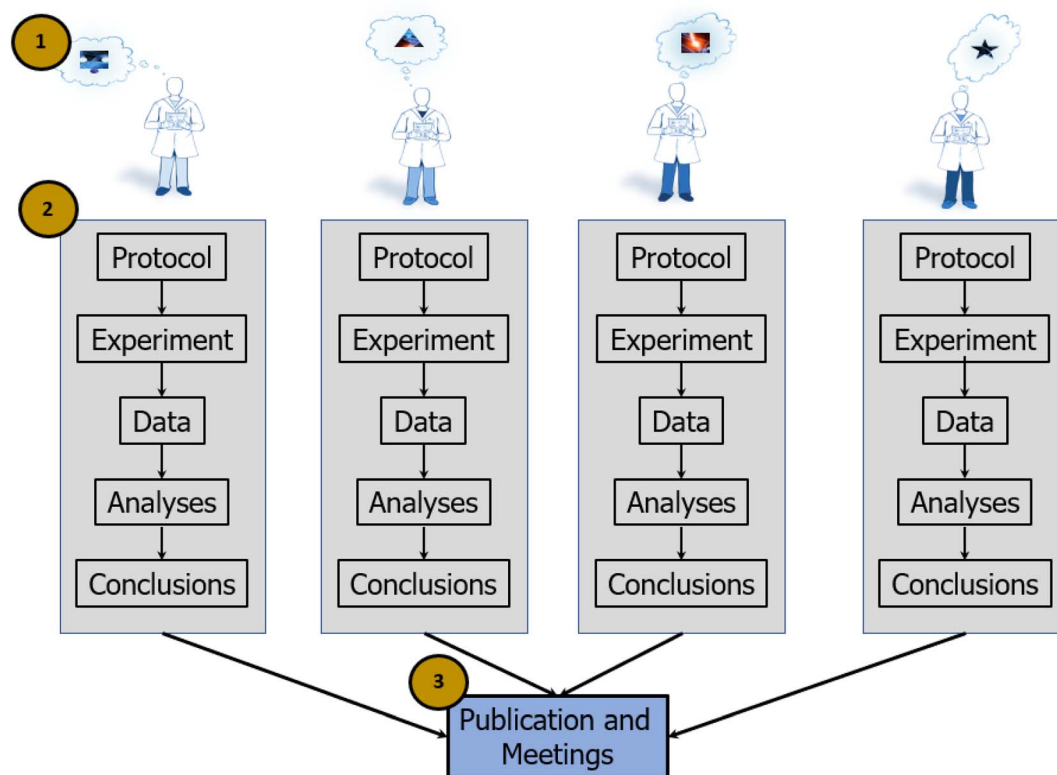 1
2
Protocol
Protocol
Protocol
Protocol
Experiment
Experiment
Experiment
Experiment
Data
Data
Data
Data
Analyses
Analyses
Analyses
Analyses
Conclusions
Conclusions
Conclusions
Conclusions
3
Publication and
Meetings